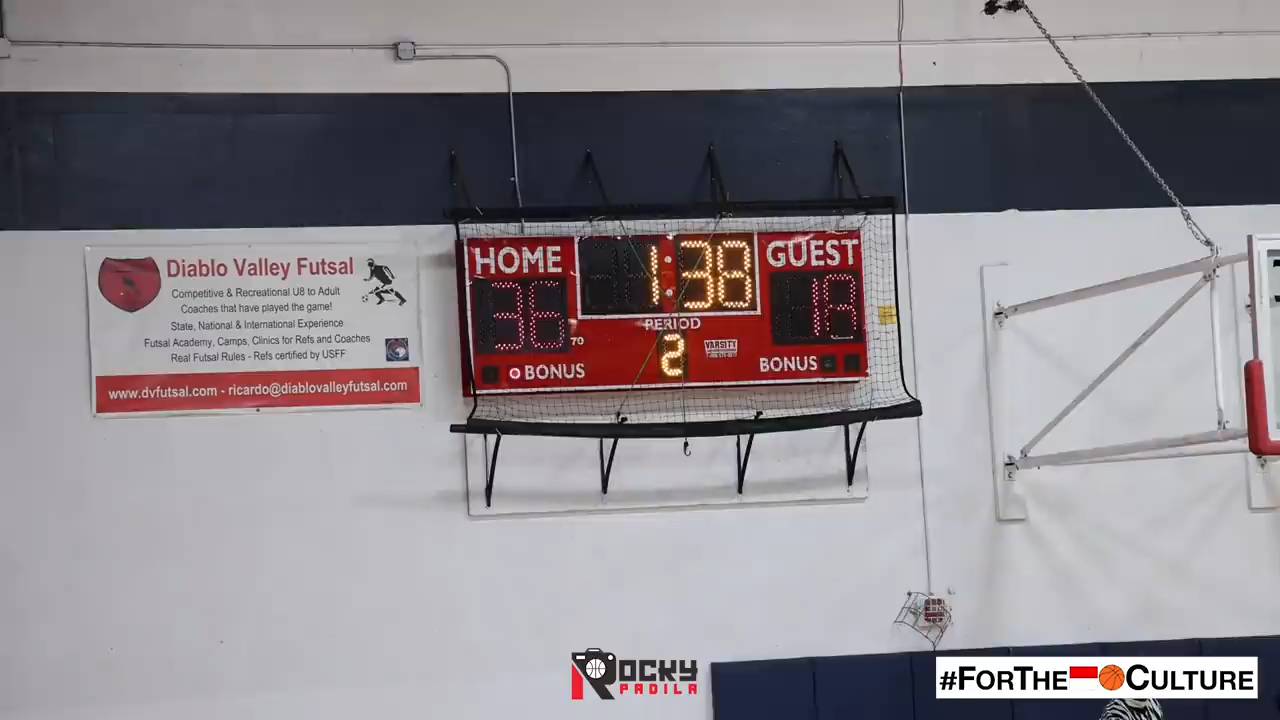 Diablo Valley Futsal
Competitive & Recreational U8 to Adult
Coaches that have played the game!
State, National & International Experience
Futsal Academy, Camps, Clinics for Refs and Coaches
Real Futsal Rules - Refs certified by USFF
www.dvfutsal.com - ricardo@diablovalleyfutsal.com
HOME
1:38
GUEST
36
18
PERIOD
2
VARSITY
BONUS
BONUS
ROCKY
PADILA
#FORTHE CULTURE